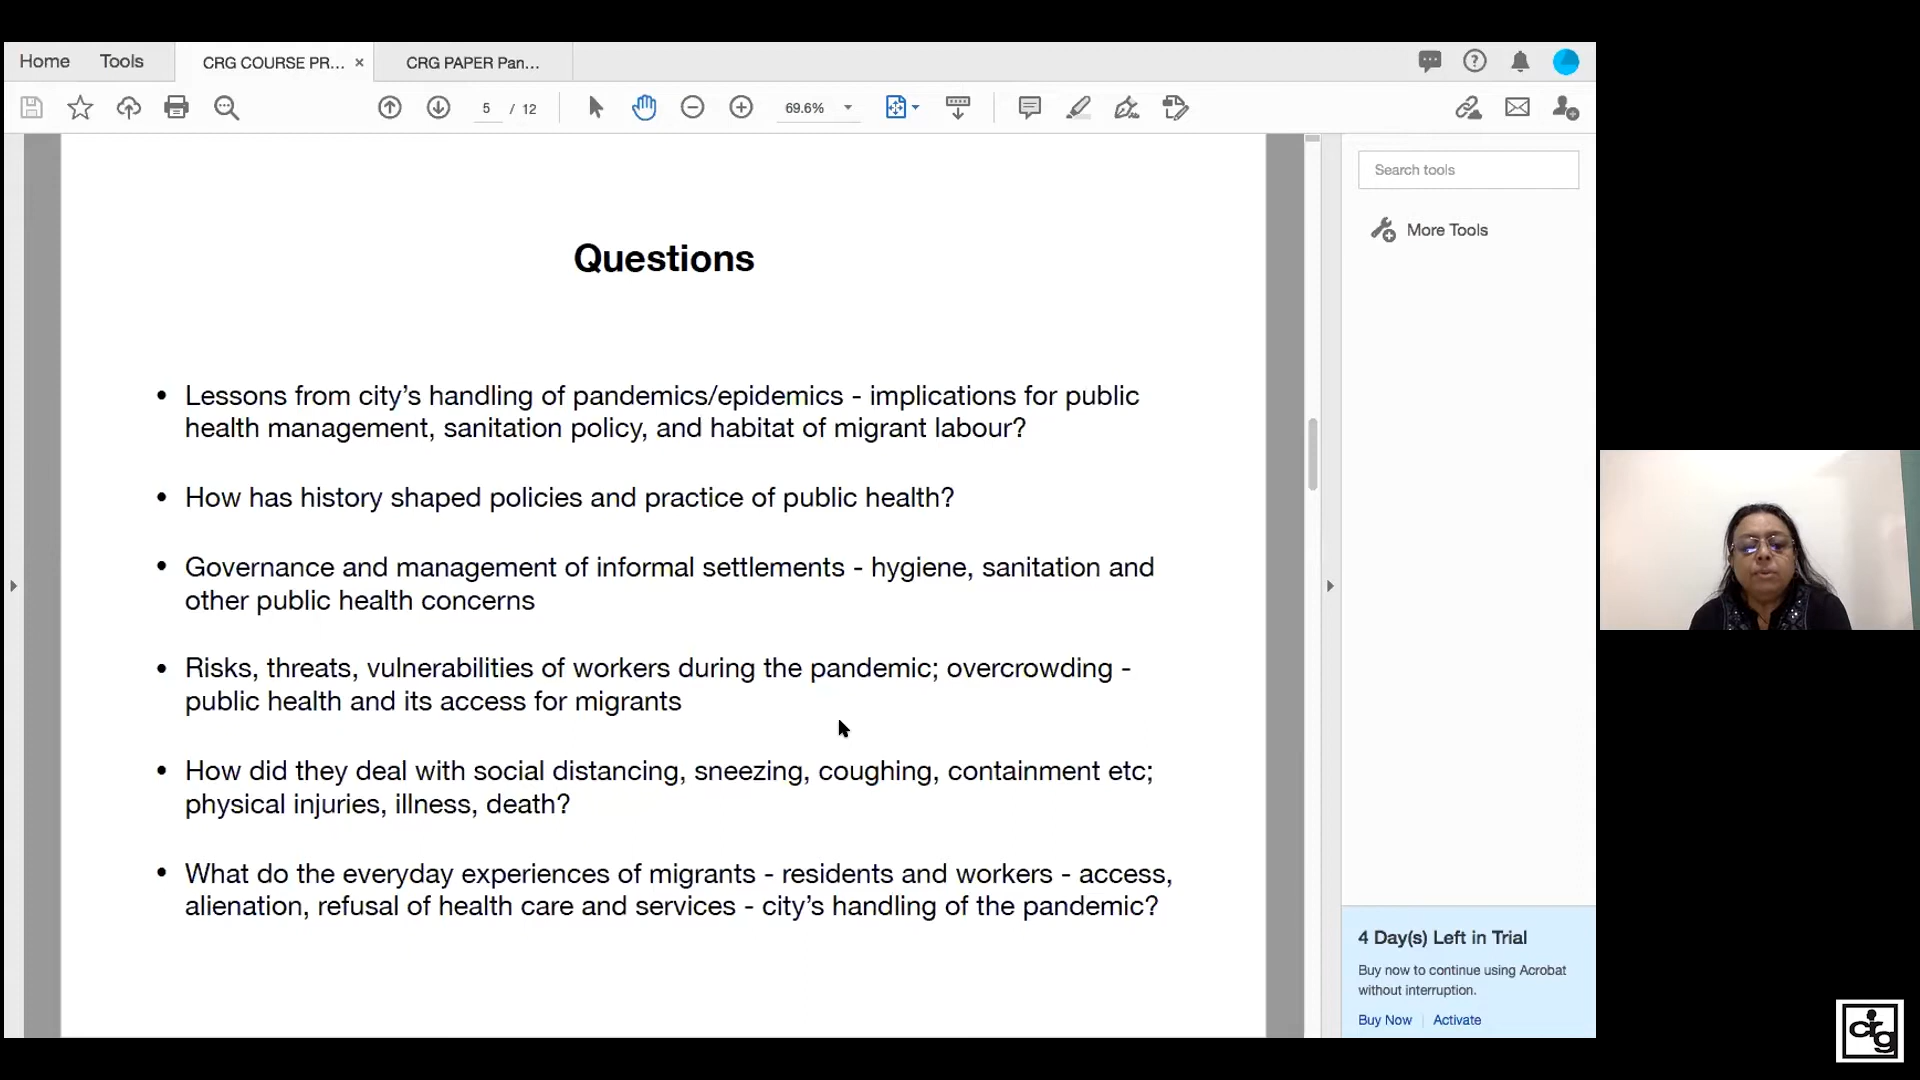 Home Tools CRG COURSE PR... × CRG PAPER Pan...
5 / 12 69.6%
Search tools
More Tools
Questions
• Lessons from city’s handling of pandemics/epidemics - implications for public
health management, sanitation policy, and habitat of migrant labour?
• How has history shaped policies and practice of public health?
• Governance and management of informal settlements - hygiene, sanitation and
other public health concerns
• Risks, threats, vulnerabilities of workers during the pandemic; overcrowding -
public health and its access for migrants
• How did they deal with social distancing, sneezing, coughing, containment etc;
physical injuries, illness, death?
• What do the everyday experiences of migrants - residents and workers - access,
alienation, refusal of health care and services - city’s handling of the pandemic?
4 Day(s) Left in Trial
Buy now to continue using Acrobat
without interruption.
Buy Now Activate
crg